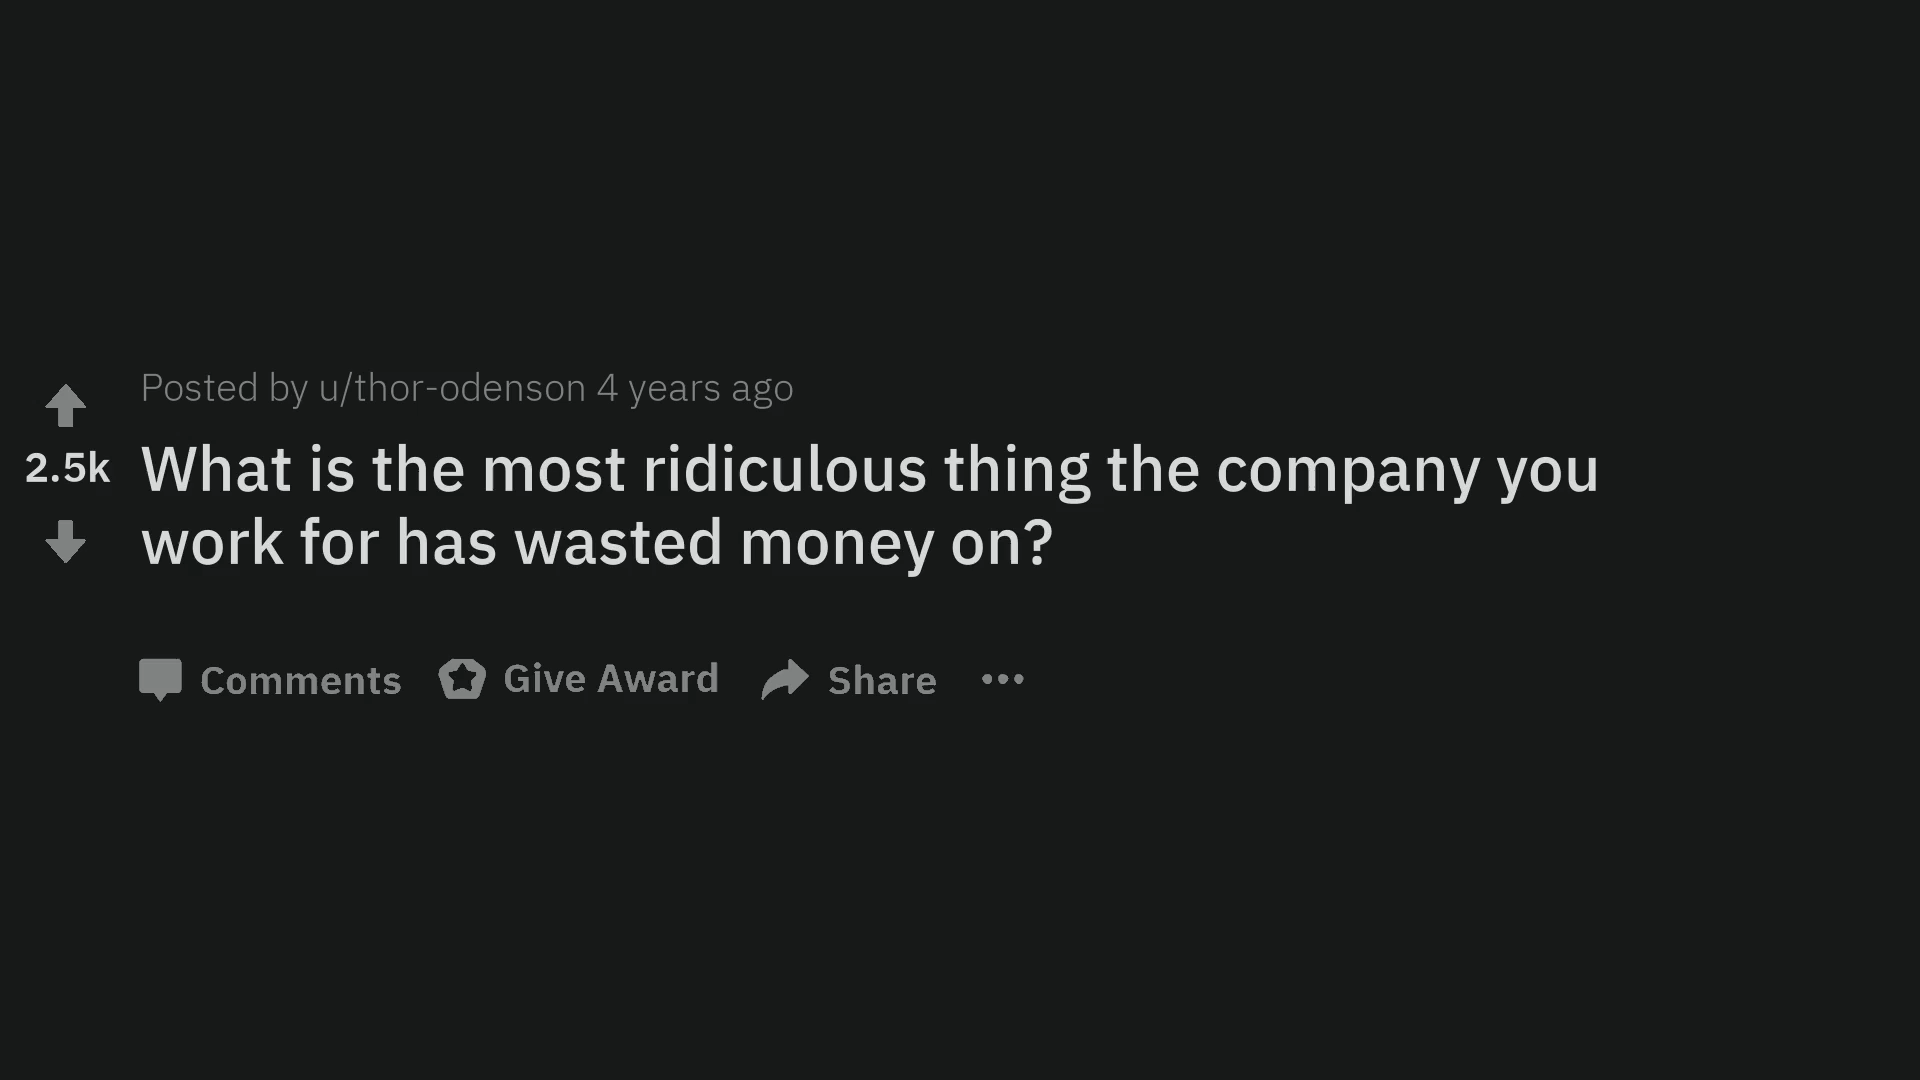 Posted by u/thor-odenson 4 years ago
2.5k
What is the most ridiculous thing the company you
work for has wasted money on?
Comments Give Award Share ...